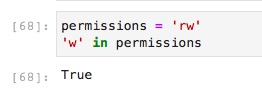 [68]: permissions = 'rw'
'w' in permissions
[68]: True